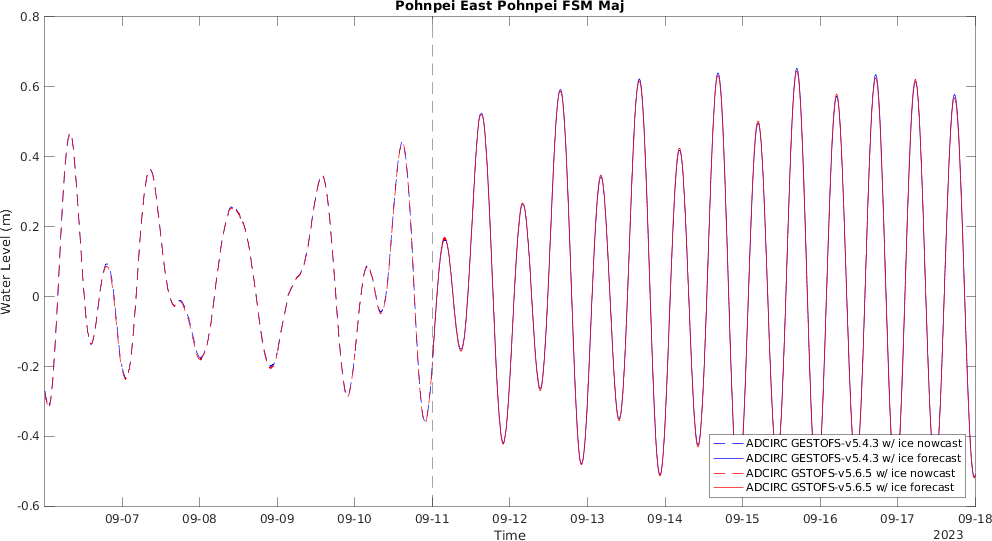 Pohnpei East Pohnpei FSM Maj
0.8
0.6
0.4
0.2
0
-0.2
-0.4
-0.6
Water Level (m)
ADCIRC GESTOFS-v5.4.3 w/ ice nowcast
ADCIRC GESTOFS-v5.4.3 w/ ice forecast
ADCIRC GSTOFS-v5.6.5 w/ ice nowcast
ADCIRC GSTOFS-v5.6.5 w/ ice forecast
09-07 09-08 09-09 09-10 09-11 09-12 09-13 09-14 09-15 09-16 09-17 09-18
Time
2023